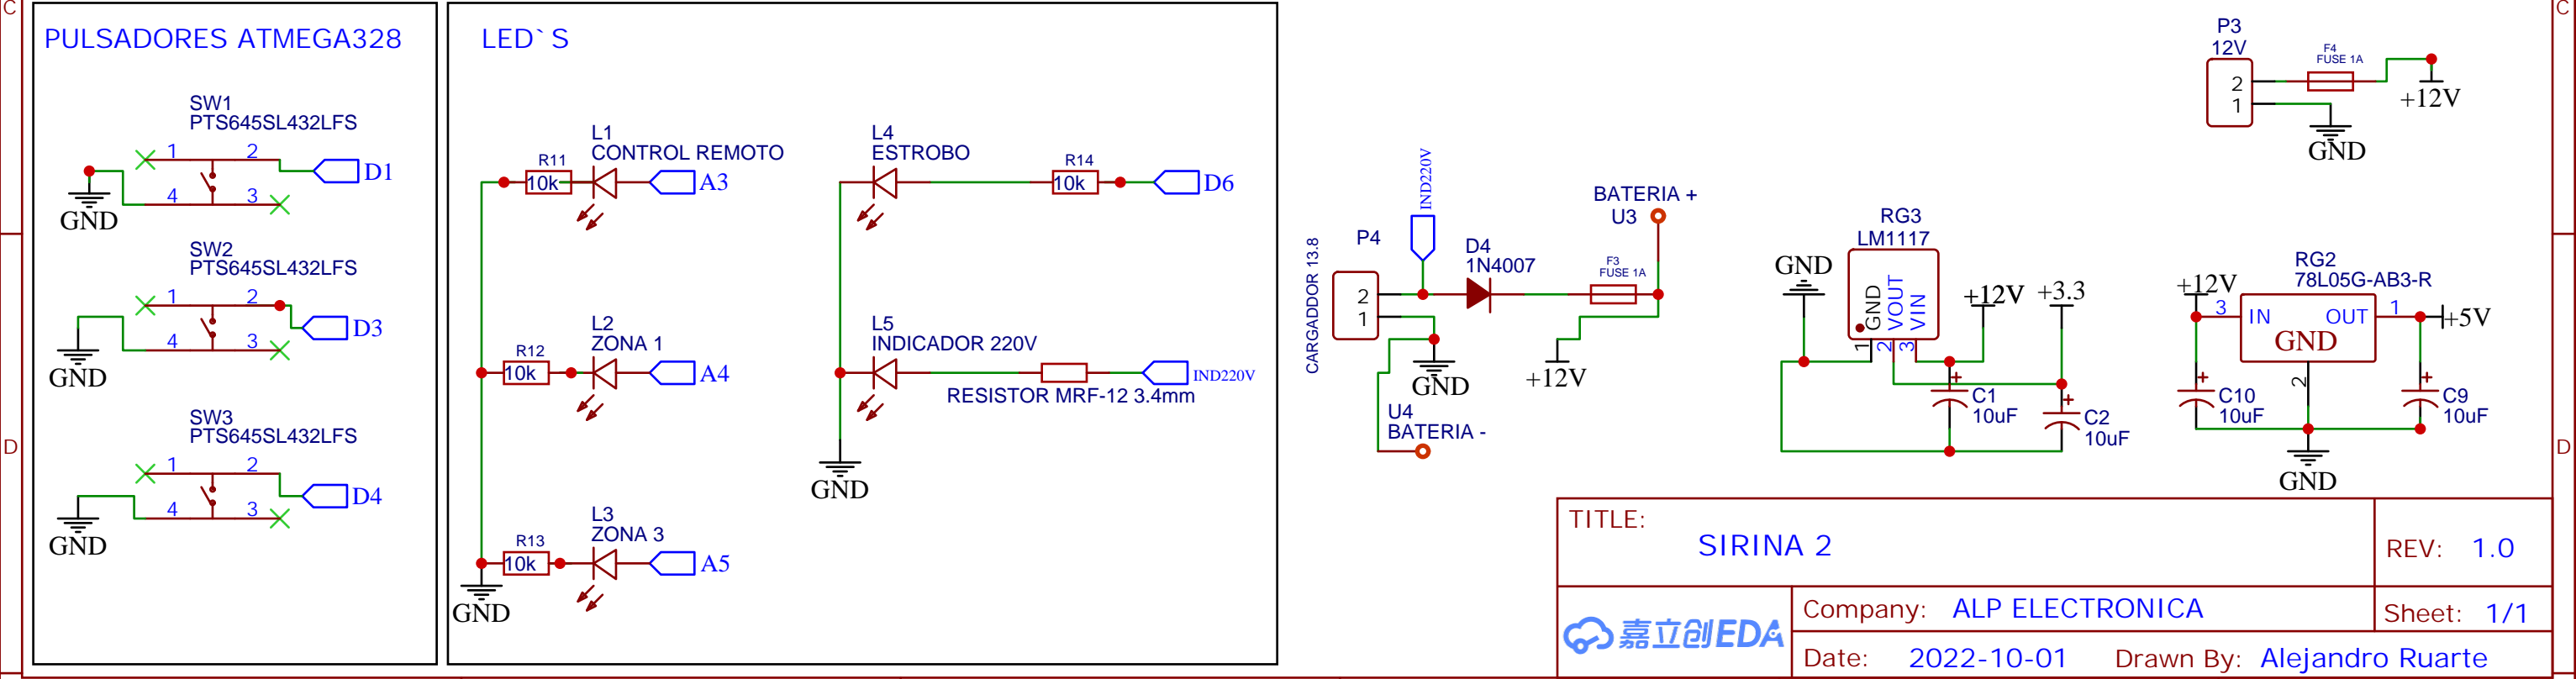 C
C
D
D
PULSADORES ATMEGA328
SW1
PTS645SL432LFS
1
2
4
3
D1
GND
SW2
PTS645SL432LFS
1
2
4
3
D3
GND
SW3
PTS645SL432LFS
1
2
4
3
D4
GND
LED`S
L1
CONTROL REMOTO
R11
10k
A3
L2
ZONA 1
R12
10k
A4
L3
ZONA 3
R13
10k
A5
GND
L4
ESTROBO
R14
10k
D6
L5
INDICADOR 220V
RESISTOR MRF-12 3.4mm
IND220V
GND
CARGADDOR 13.8
P4
2
1
IND220V
D4
1N4007
F3
FUSE 1A
BATERIA +
U3
+12V
GND
U4
BATERIA -
P3
12V
2
1
F4
FUSE 1A
+12V
GND
RG3
LM1117
GND
GND
VOUT
VIN
1
2
3
+12V
+3.3
C1
10uF
C2
10uF
RG2
78L05G-AB3-R
+12V
3
IN
OUT
1
+5V
GND
2
C10
10uF
C9
10uF
GND
TITLE:
SIRINA 2
REV: 1.0
嘉立创EDA
Company: ALP ELECTRONICA
Sheet: 1/1
Date: 2022-10-01
Drawn By: Alejandro Ruarte